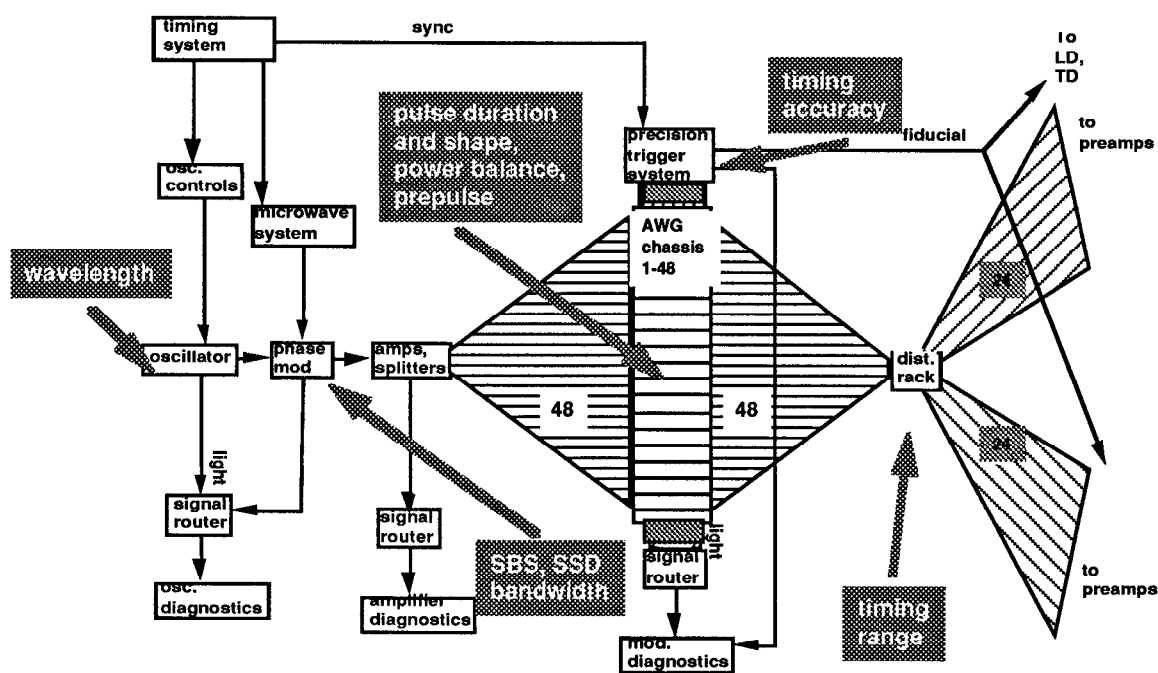 timing
system
sync
To
LD,
TD
timing
accuracy
pulse duration
and shape,
power balance,
prepulse
to
preamps
precision
trigger
system
fiducial
osc.
controls
microwave
system
AWG
chassis
1-48
wavelength
24
oscillator
phase
mod
amps,
splitters
dist.
rack
48
48
24
light
signal
router
signal
router
light
signal
router
SBS, SSD
bandwidth
to
preamps
osc.
diagnostics
amplifier
diagnostics
timing
range
mod.
diagnostics